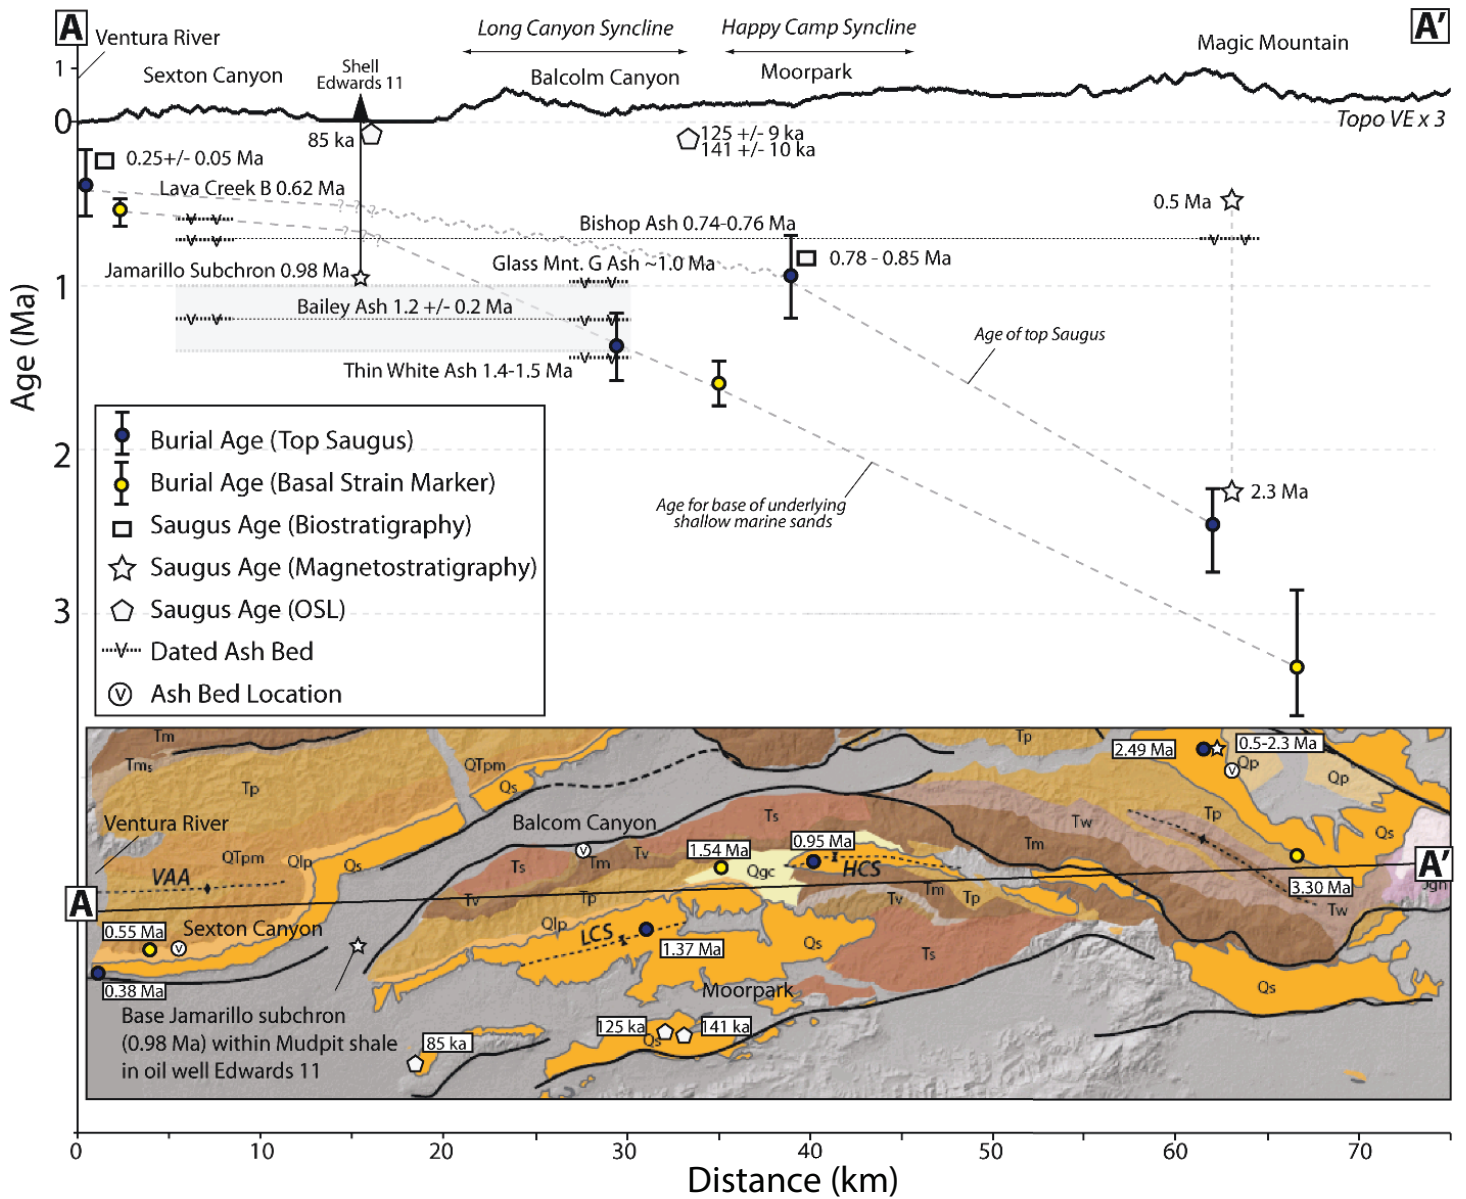 A
Ventura River
Long Canyon Syncline
Happy Camp Syncline
A'
Magic Mountain
1
Sexton Canyon
Shell
Edwards 11
Balcolm Canyon
Moorpark
0
Topo VE x 3
85 ka
125 +/- 9 ka
141 +/- 10 ka
0.25+/- 0.05 Ma
Lava Creek B 0.62 Ma
? ? ?
? ? ?
0.5 Ma
Bishop Ash 0.74-0.76 Ma
Jamarillo Subchron 0.98 Ma
Glass Mnt. G Ash ~1.0 Ma
0.78 - 0.85 Ma
1
Bailey Ash 1.2 +/- 0.2 Ma
Age of top Saugus
Thin White Ash 1.4-1.5 Ma
Age (Ma)
2
3
Burial Age (Top Saugus)
Burial Age (Basal Strain Marker)
Saugus Age (Biostratigraphy)
Saugus Age (Magnetostratigraphy)
Saugus Age (OSL)
Dated Ash Bed
Ash Bed Location
Age for base of underlying
shallow marine sands
2.3 Ma
Tm
Tms
Tp
QTpm
Qs
Tp
2.49 Ma
0.5-2.3 Ma
Qp
Qp
Ventura River
Balcom Canyon
Ts
Tw
Tp
Qs
QTpm
Qlp
Qs
VAA
Ts
Tm
Tv
1.54 Ma
0.95 Ma
Tm
Qgc
HCS
A'
A
Tv
Tp
Tv
Tm
Tp
3.30 Ma
Tw
0.55 Ma
Sexton Canyon
Qlp
LCS
1.37 Ma
Qs
Ts
0.38 Ma
Moorpark
Qs
Base Jamarillo subchron
(0.98 Ma) within Mudpit shale
in oil well Edwards 11
85 ka
125 ka
141 ka
Qs
0 10 20 30 40 50 60 70
Distance (km)